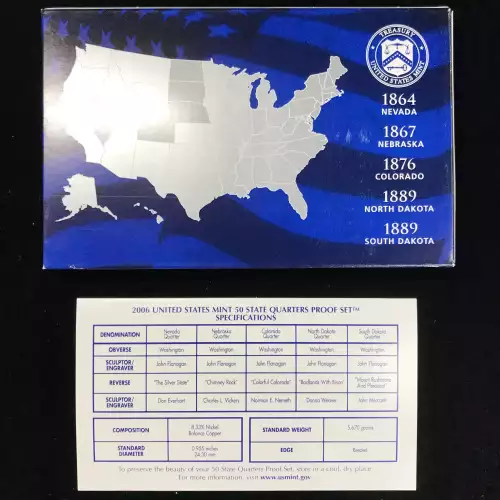 TREASURY
UNITED STATES MINT
1864
NEVADA
1867
NEBRASKA
1876
COLORADO
1889
NORTH DAKOTA
1889
SOUTH DAKOTA
2006 UNITED STATES MINT 50 STATE QUARTERS PROOF SET™
SPECIFICATIONS
DENOMINATION Nevada Quarter Nebraska Quarter Colorado Quarter North Dakota Quarter South Dakota Quarter
OBVERSE Washington Washington Washington Washington Washington
SCULPTOR/ENGRAVER John Flanagan John Flanagan John Flanagan John Flanagan John Flanagan
REVERSE "The Silver State" "Chimney Rock" "Colorful Colorado" "Badlands With Bison" "Mount Rushmore And Pheasant"
SCULPTOR/ENGRAVER Don Everhart Charles L. Vickers Norman E. Nemeth Donna Weaver John Mercanti
COMPOSITION 8.33% Nickel Balance Copper STANDARD WEIGHT 5.670 grams
STANDARD DIAMETER 0.955 inches 24.30 mm EDGE Reeded
To preserve the beauty of your 50 State Quarters Proof Set, store in a cool, dry place
For more information, visit www.usmint.gov